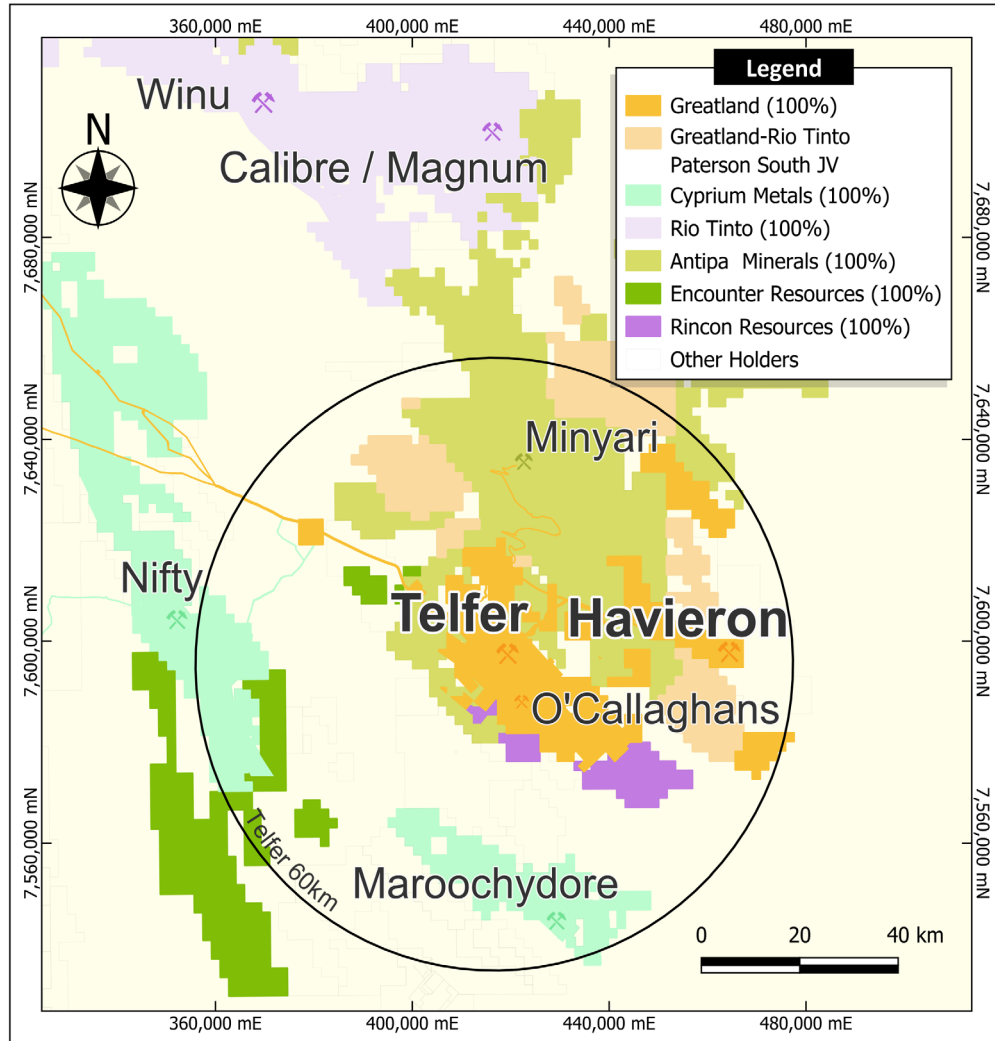 360,000 mE
400,000 mE
440,000 mE
480,000 mE
Legend
Greatland (100%)
Greatland-Rio Tinto
Paterson South JV
Cyprium Metals (100%)
Rio Tinto (100%)
Antipa  Minerals (100%)
Encounter Resources (100%)
Rincon Resources (100%)
Other Holders
Winu
N
Calibre / Magnum
7,680,000 mN
7,680,000 mN
7,640,000 mN
7,640,000 mN
Minyari
Nifty
Telfer
Havieron
7,600,000 mN
7,600,000 mN
O'Callaghans
7,560,000 mN
7,560,000 mN
Telfer 60km
Maroochydore
0
20
40 km
360,000 mE
400,000 mE
440,000 mE
480,000 mE